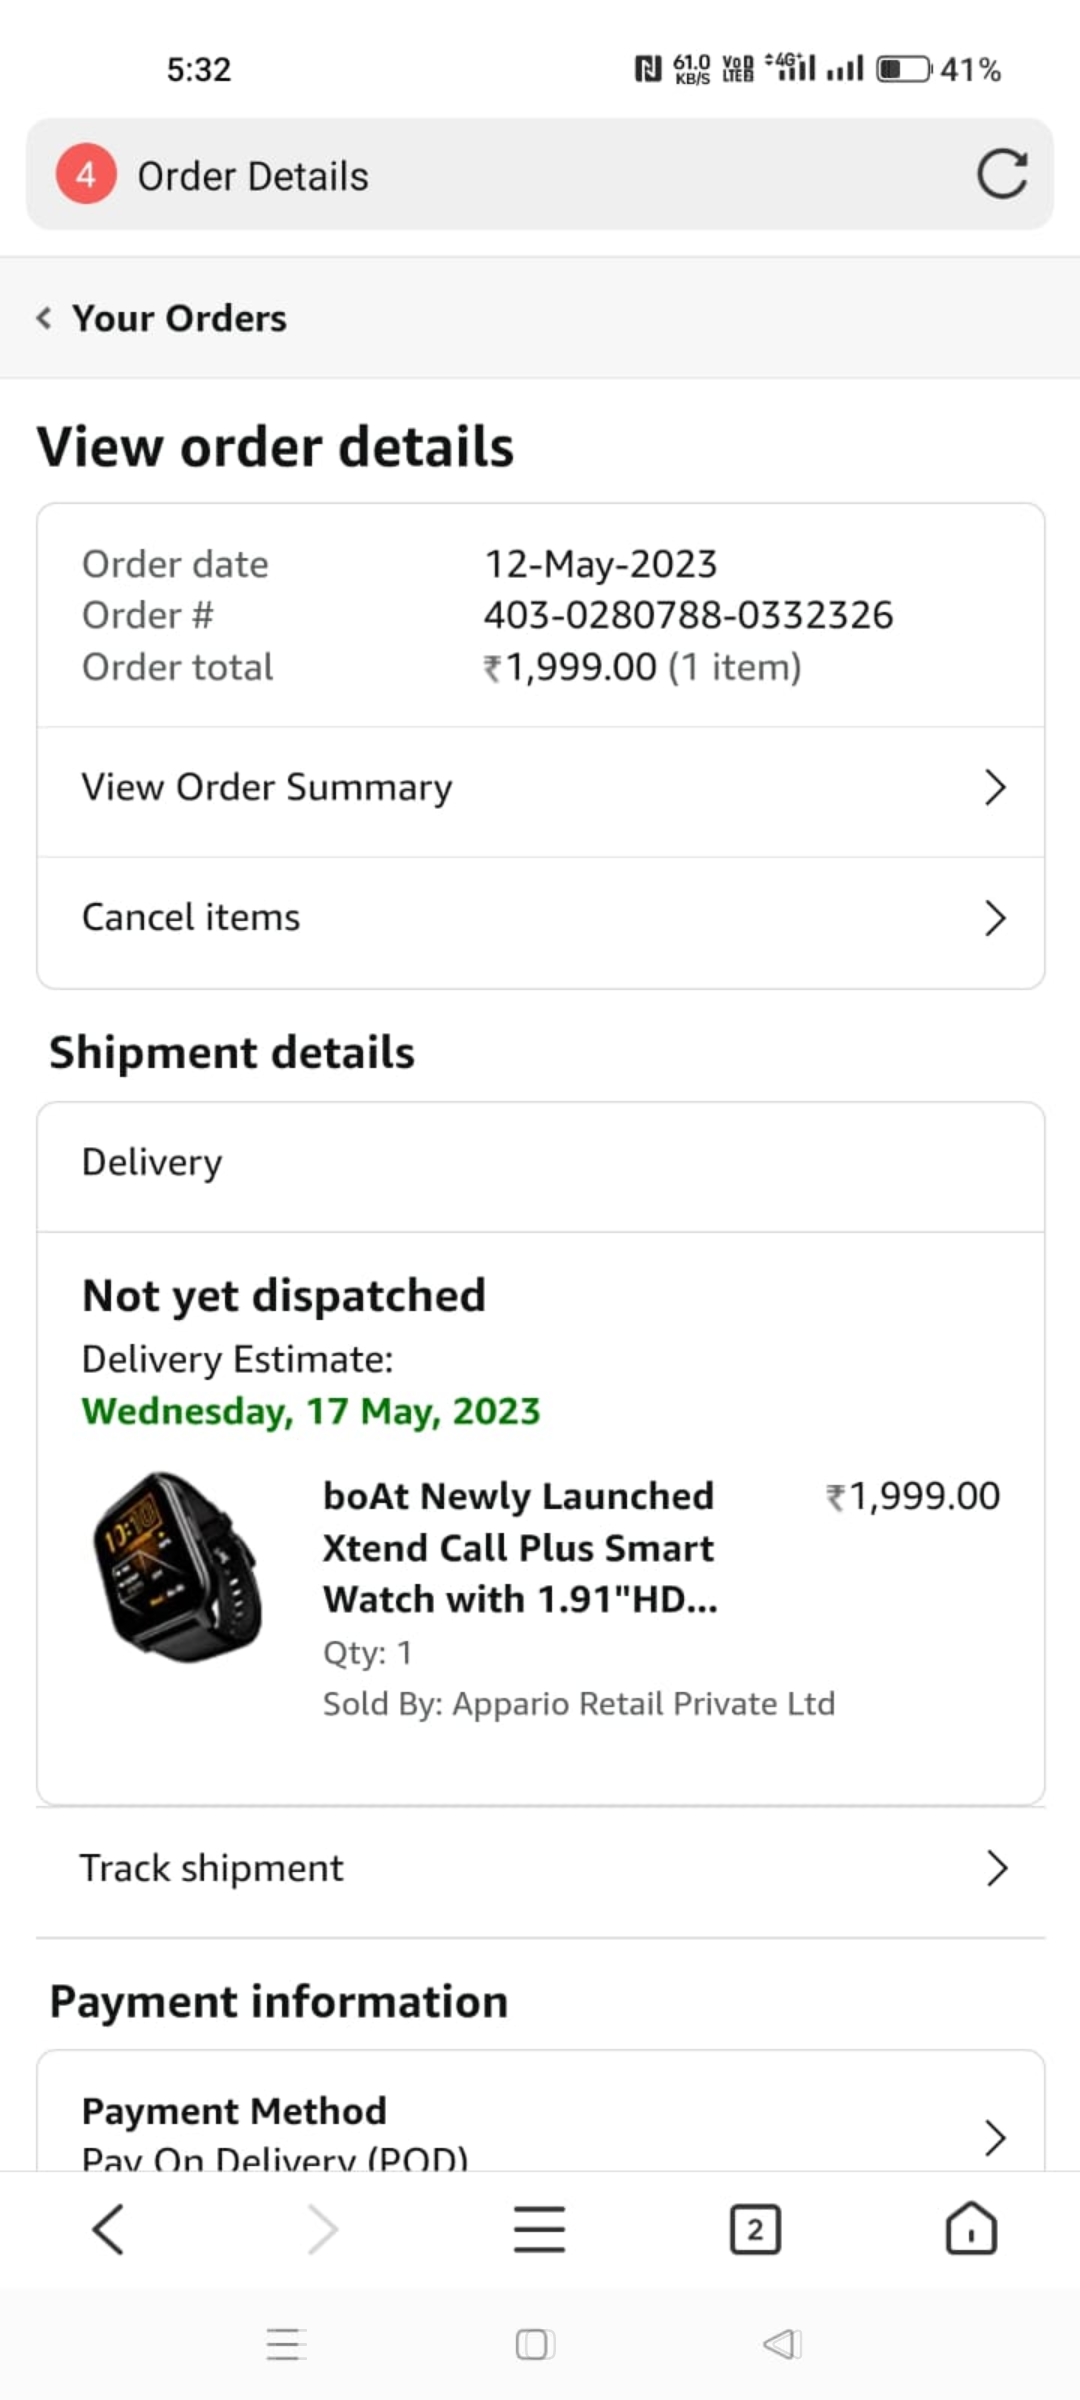 5:32
61.0 KB/S VoD LTE 4G+ 41%
4 Order Details
Your Orders
View order details
Order date 12-May-2023
Order # 403-0280788-0332326
Order total ₹1,999.00 (1 item)
View Order Summary
Cancel items
Shipment details
Delivery
Not yet dispatched
Delivery Estimate:
Wednesday, 17 May, 2023
boAt Newly Launched ₹1,999.00
Xtend Call Plus Smart
Watch with 1.91"HD...
Qty: 1
Sold By: Appario Retail Private Ltd
10:10
Track shipment
Payment information
Payment Method
Pay On Delivery (POD)
2